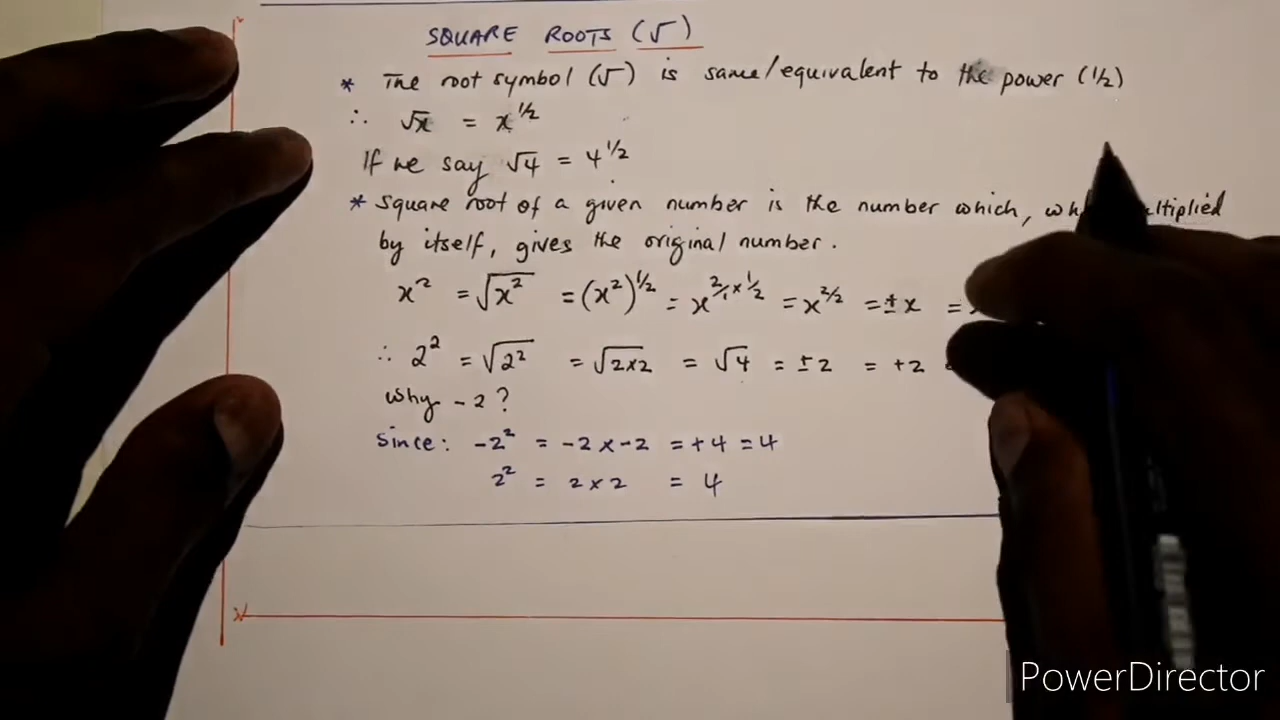 SQUARE ROOTS (√)
* The root symbol (√) is same/equivalent to the power (1/2)
∴ √x = x^1/2
If we say √4 = 4^1/2
* Square root of a given number is the number which,
by itself, gives the original number.
x² = √x² = (x²)^1/2 = x^2/1 × 1/2 = x^2/2 = ± x =
∴ 2² = √2² = √2×2 = √4 = ± 2 = +2
Why -2?
Since: -2² = -2 × -2 = +4 = 4
2² = 2 × 2 = 4
PowerDirector